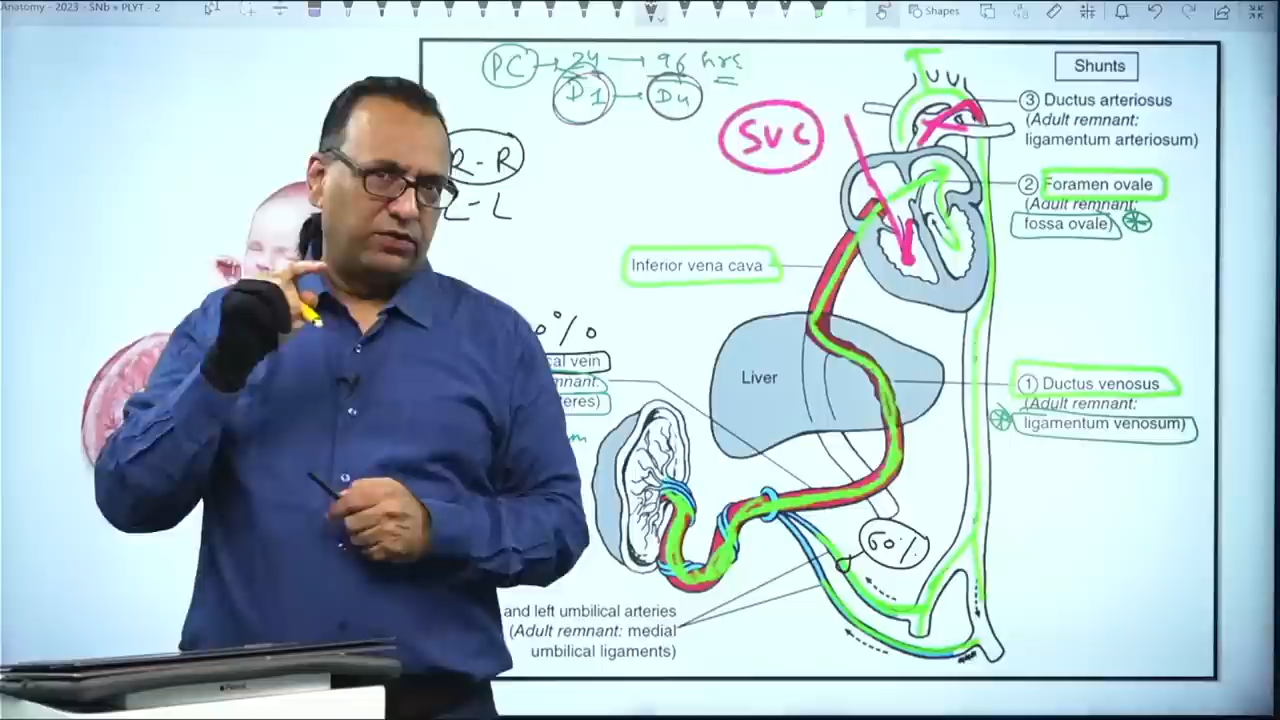 Anatomy - 2023 - SNb » PLYT - 2
Shapes
PC → 24 → 96 hrs
D1 → D4
R - R
L - L
SVC
Shunts
③ Ductus arteriosus
(Adult remnant:
ligamentum arteriosum)
② Foramen ovale
(Adult remnant:
fossa ovale)
Inferior vena cava
0%
cal vein
nnant:
teres)
Liver
① Ductus venosus
(Adult remnant:
ligamentum venosum)
60%
and left umbilical arteries
(Adult remnant: medial
umbilical ligaments)